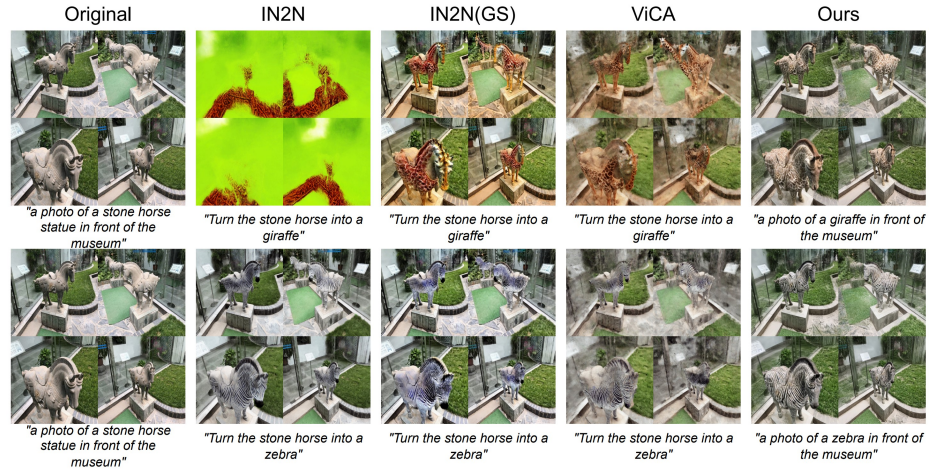 Original IN2N IN2N(GS) ViCA Ours
"a photo of a stone horse
statue in front of the
museum"
"Turn the stone horse into a
giraffe"
"Turn the stone horse into a
giraffe"
"Turn the stone horse into a
giraffe"
"a photo of a giraffe in front of
the museum"
"a photo of a stone horse
statue in front of the
museum"
"Turn the stone horse into a
zebra"
"Turn the stone horse into a
zebra"
"Turn the stone horse into a
zebra"
"a photo of a zebra in front of
the museum"